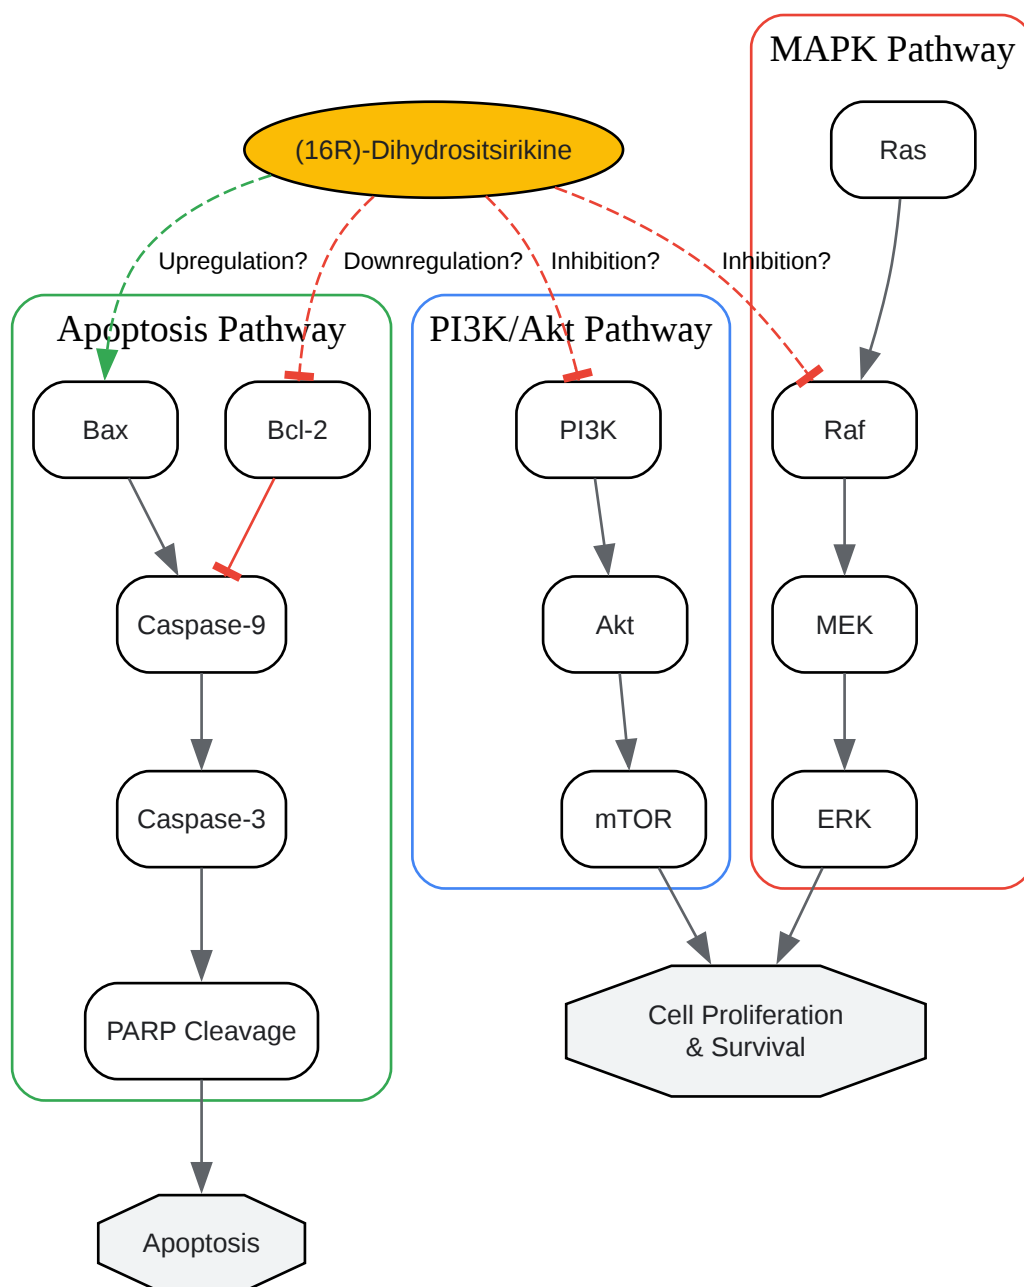 MAPK Pathway
(16R)-Dihydrositsirikine
Ras
Upregulation?
Downregulation?
Inhibition?
Inhibition?
Apoptosis Pathway
PI3K/Akt Pathway
Bax
Bcl-2
PI3K
Raf
Caspase-9
Akt
MEK
Caspase-3
mTOR
ERK
PARP Cleavage
Cell Proliferation
& Survival
Apoptosis